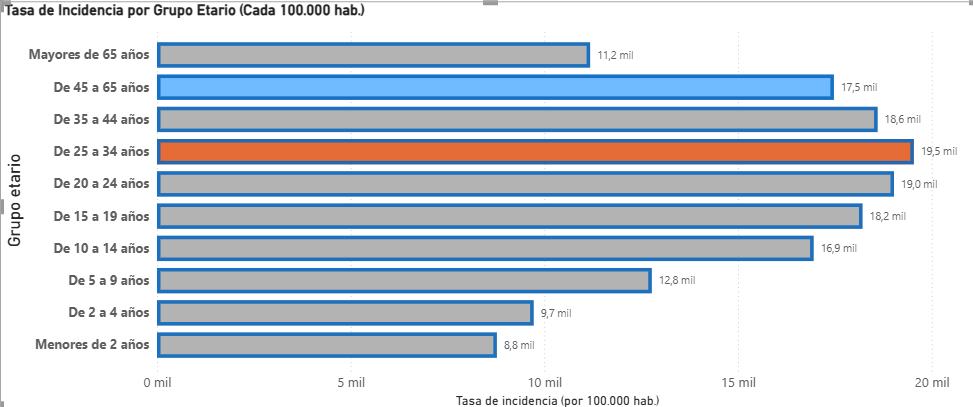 Tasa de Incidencia por Grupo Etario (Cada 100.000 hab.)
Grupo etario
Mayores de 65 años 11,2 mil
De 45 a 65 años 17,5 mil
De 35 a 44 años 18,6 mil
De 25 a 34 años 19,5 mil
De 20 a 24 años 19,0 mil
De 15 a 19 años 18,2 mil
De 10 a 14 años 16,9 mil
De 5 a 9 años 12,8 mil
De 2 a 4 años 9,7 mil
Menores de 2 años 8,8 mil
0 mil 5 mil 10 mil 15 mil 20 mil
Tasa de incidencia (por 100.000 hab.)